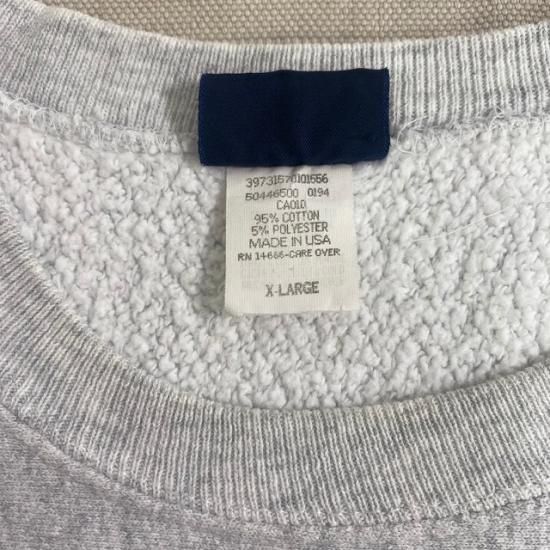 39731570101556
50446500 0194
CA010
95% COTTON
5% POLYESTER
MADE IN USA
RN 14666-CARE OVER
X-LARGE